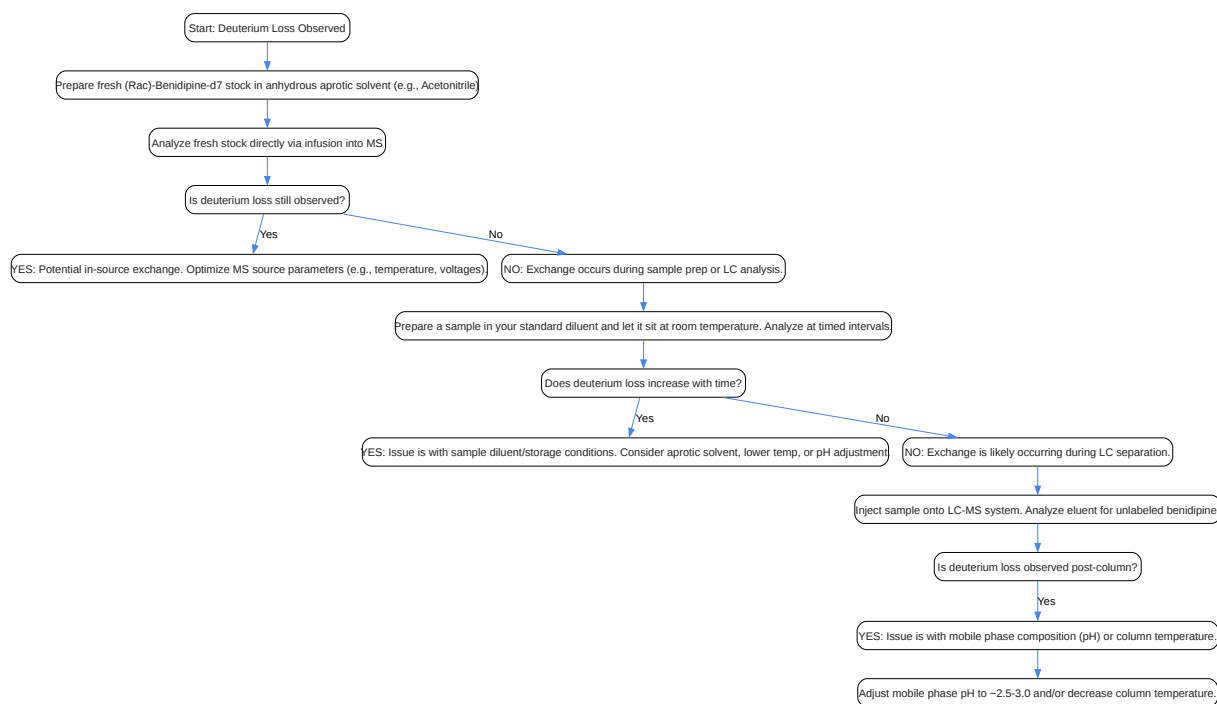 Start: Deuterium Loss Observed
Prepare fresh (Rac)-Benidipine-d7 stock in anhydrous aprotic solvent (e.g., Acetonitrile)
Analyze fresh stock directly via infusion into MS
Is deuterium loss still observed?
Yes
No
YES: Potential in-source exchange. Optimize MS source parameters (e.g., temperature, voltages).
NO: Exchange occurs during sample prep or LC analysis.
Prepare a sample in your standard diluent and let it sit at room temperature. Analyze at timed intervals.
Does deuterium loss increase with time?
Yes
No
YES: Issue is with sample diluent/storage conditions. Consider aprotic solvent, lower temp, or pH adjustment.
NO: Exchange is likely occurring during LC separation.
Inject sample onto LC-MS system. Analyze eluent for unlabeled benidipine
Is deuterium loss observed post-column?
Yes
YES: Issue is with mobile phase composition (pH) or column temperature.
Adjust mobile phase pH to ~2.5-3.0 and/or decrease column temperature.